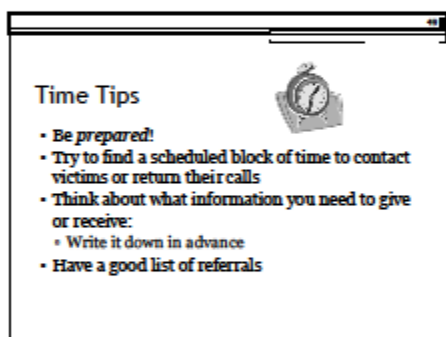 49
Time Tips
▪ Be prepared!
▪ Try to find a scheduled block of time to contact
victims or return their calls
▪ Think about what information you need to give
or receive:
▫ Write it down in advance
▪ Have a good list of referrals